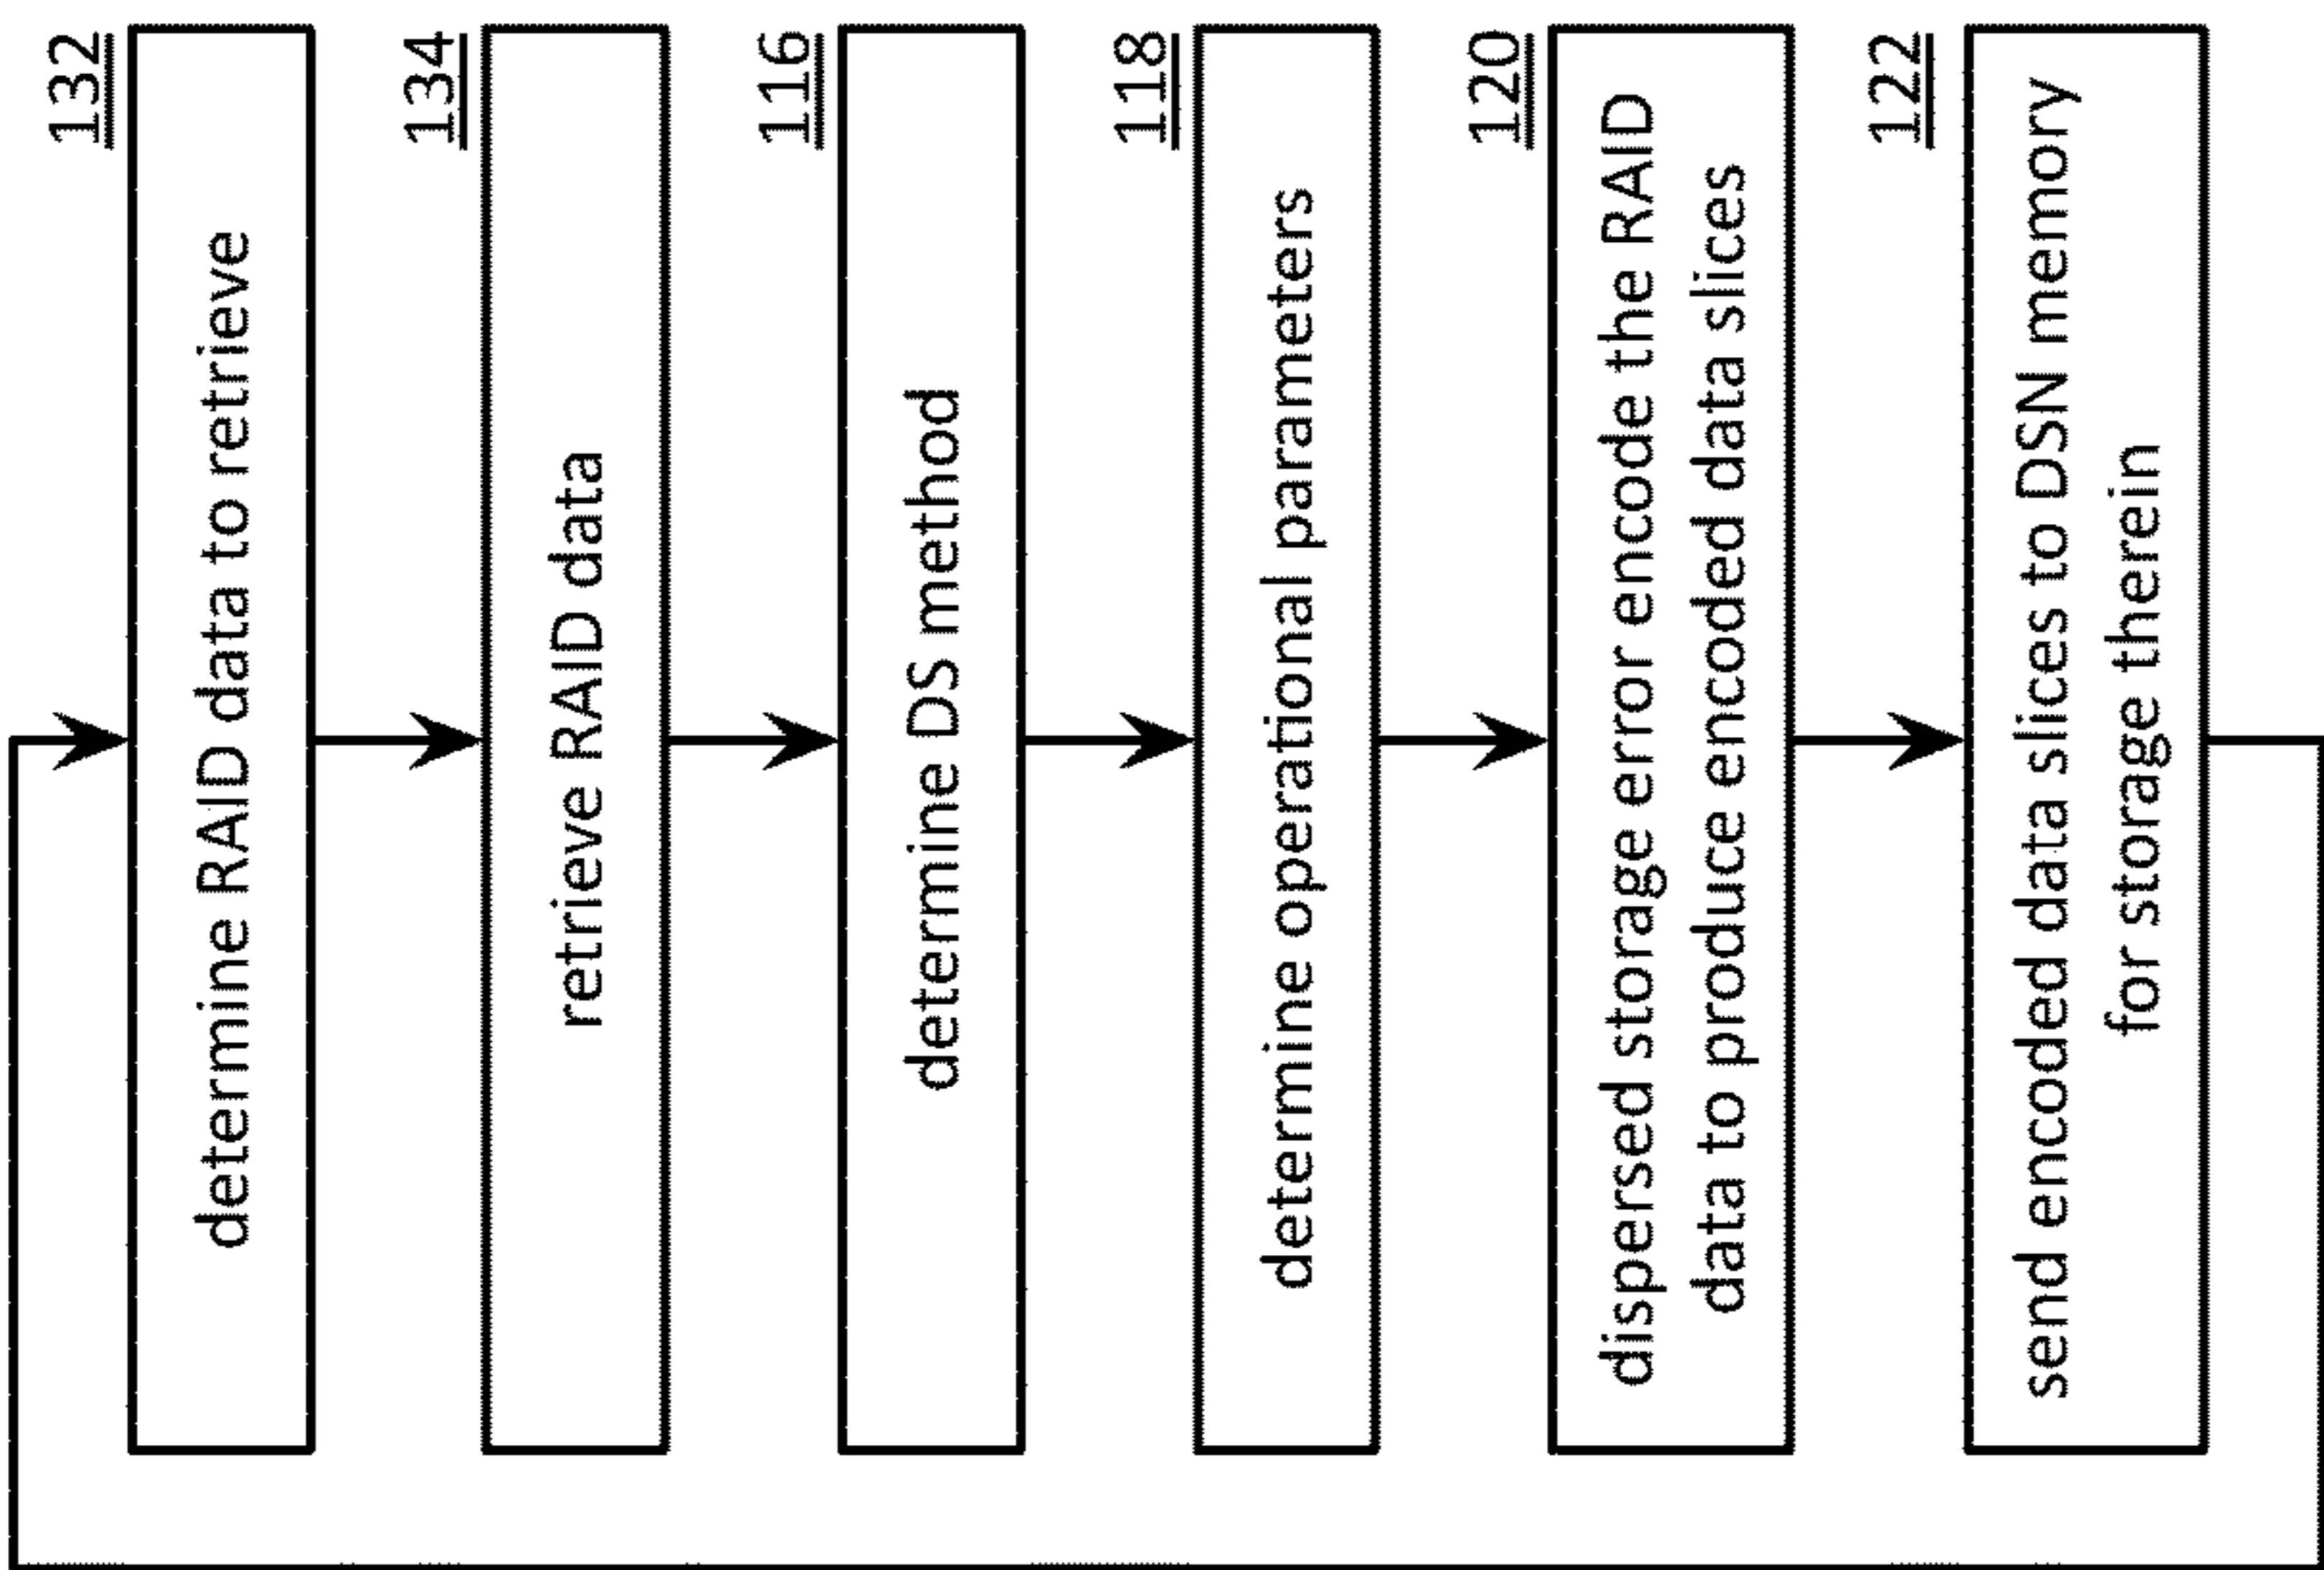 132
determine RAID data to retrieve
134
retrieve RAID data
116
determine DS method
118
determine operational parameters
120
dispersed storage error encode the RAID
data to produce encoded data slices
122
send encoded data slices to DSN memory
for storage therein